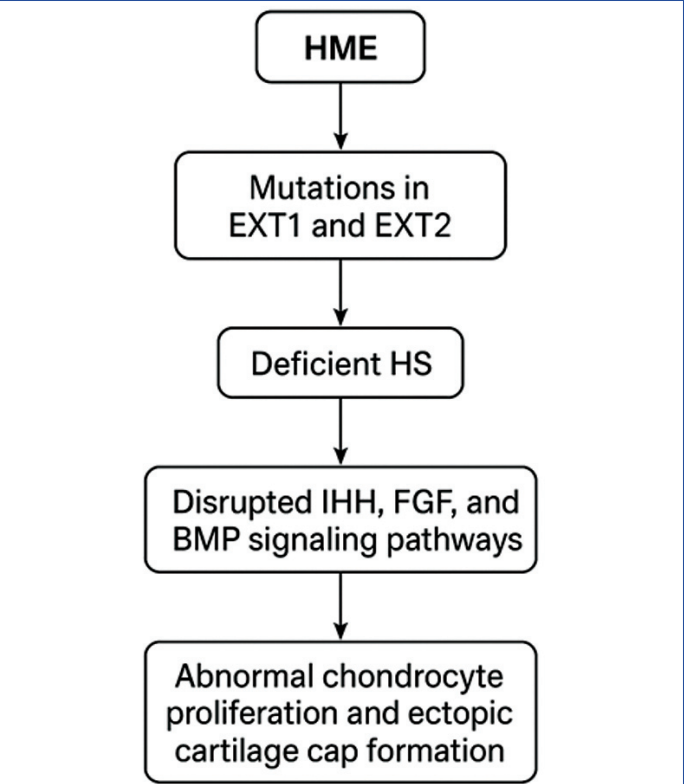 HME
Mutations in
EXT1 and EXT2
Deficient HS
Disrupted IHH, FGF, and
BMP signaling pathways
Abnormal chondrocyte
proliferation and ectopic
cartilage cap formation